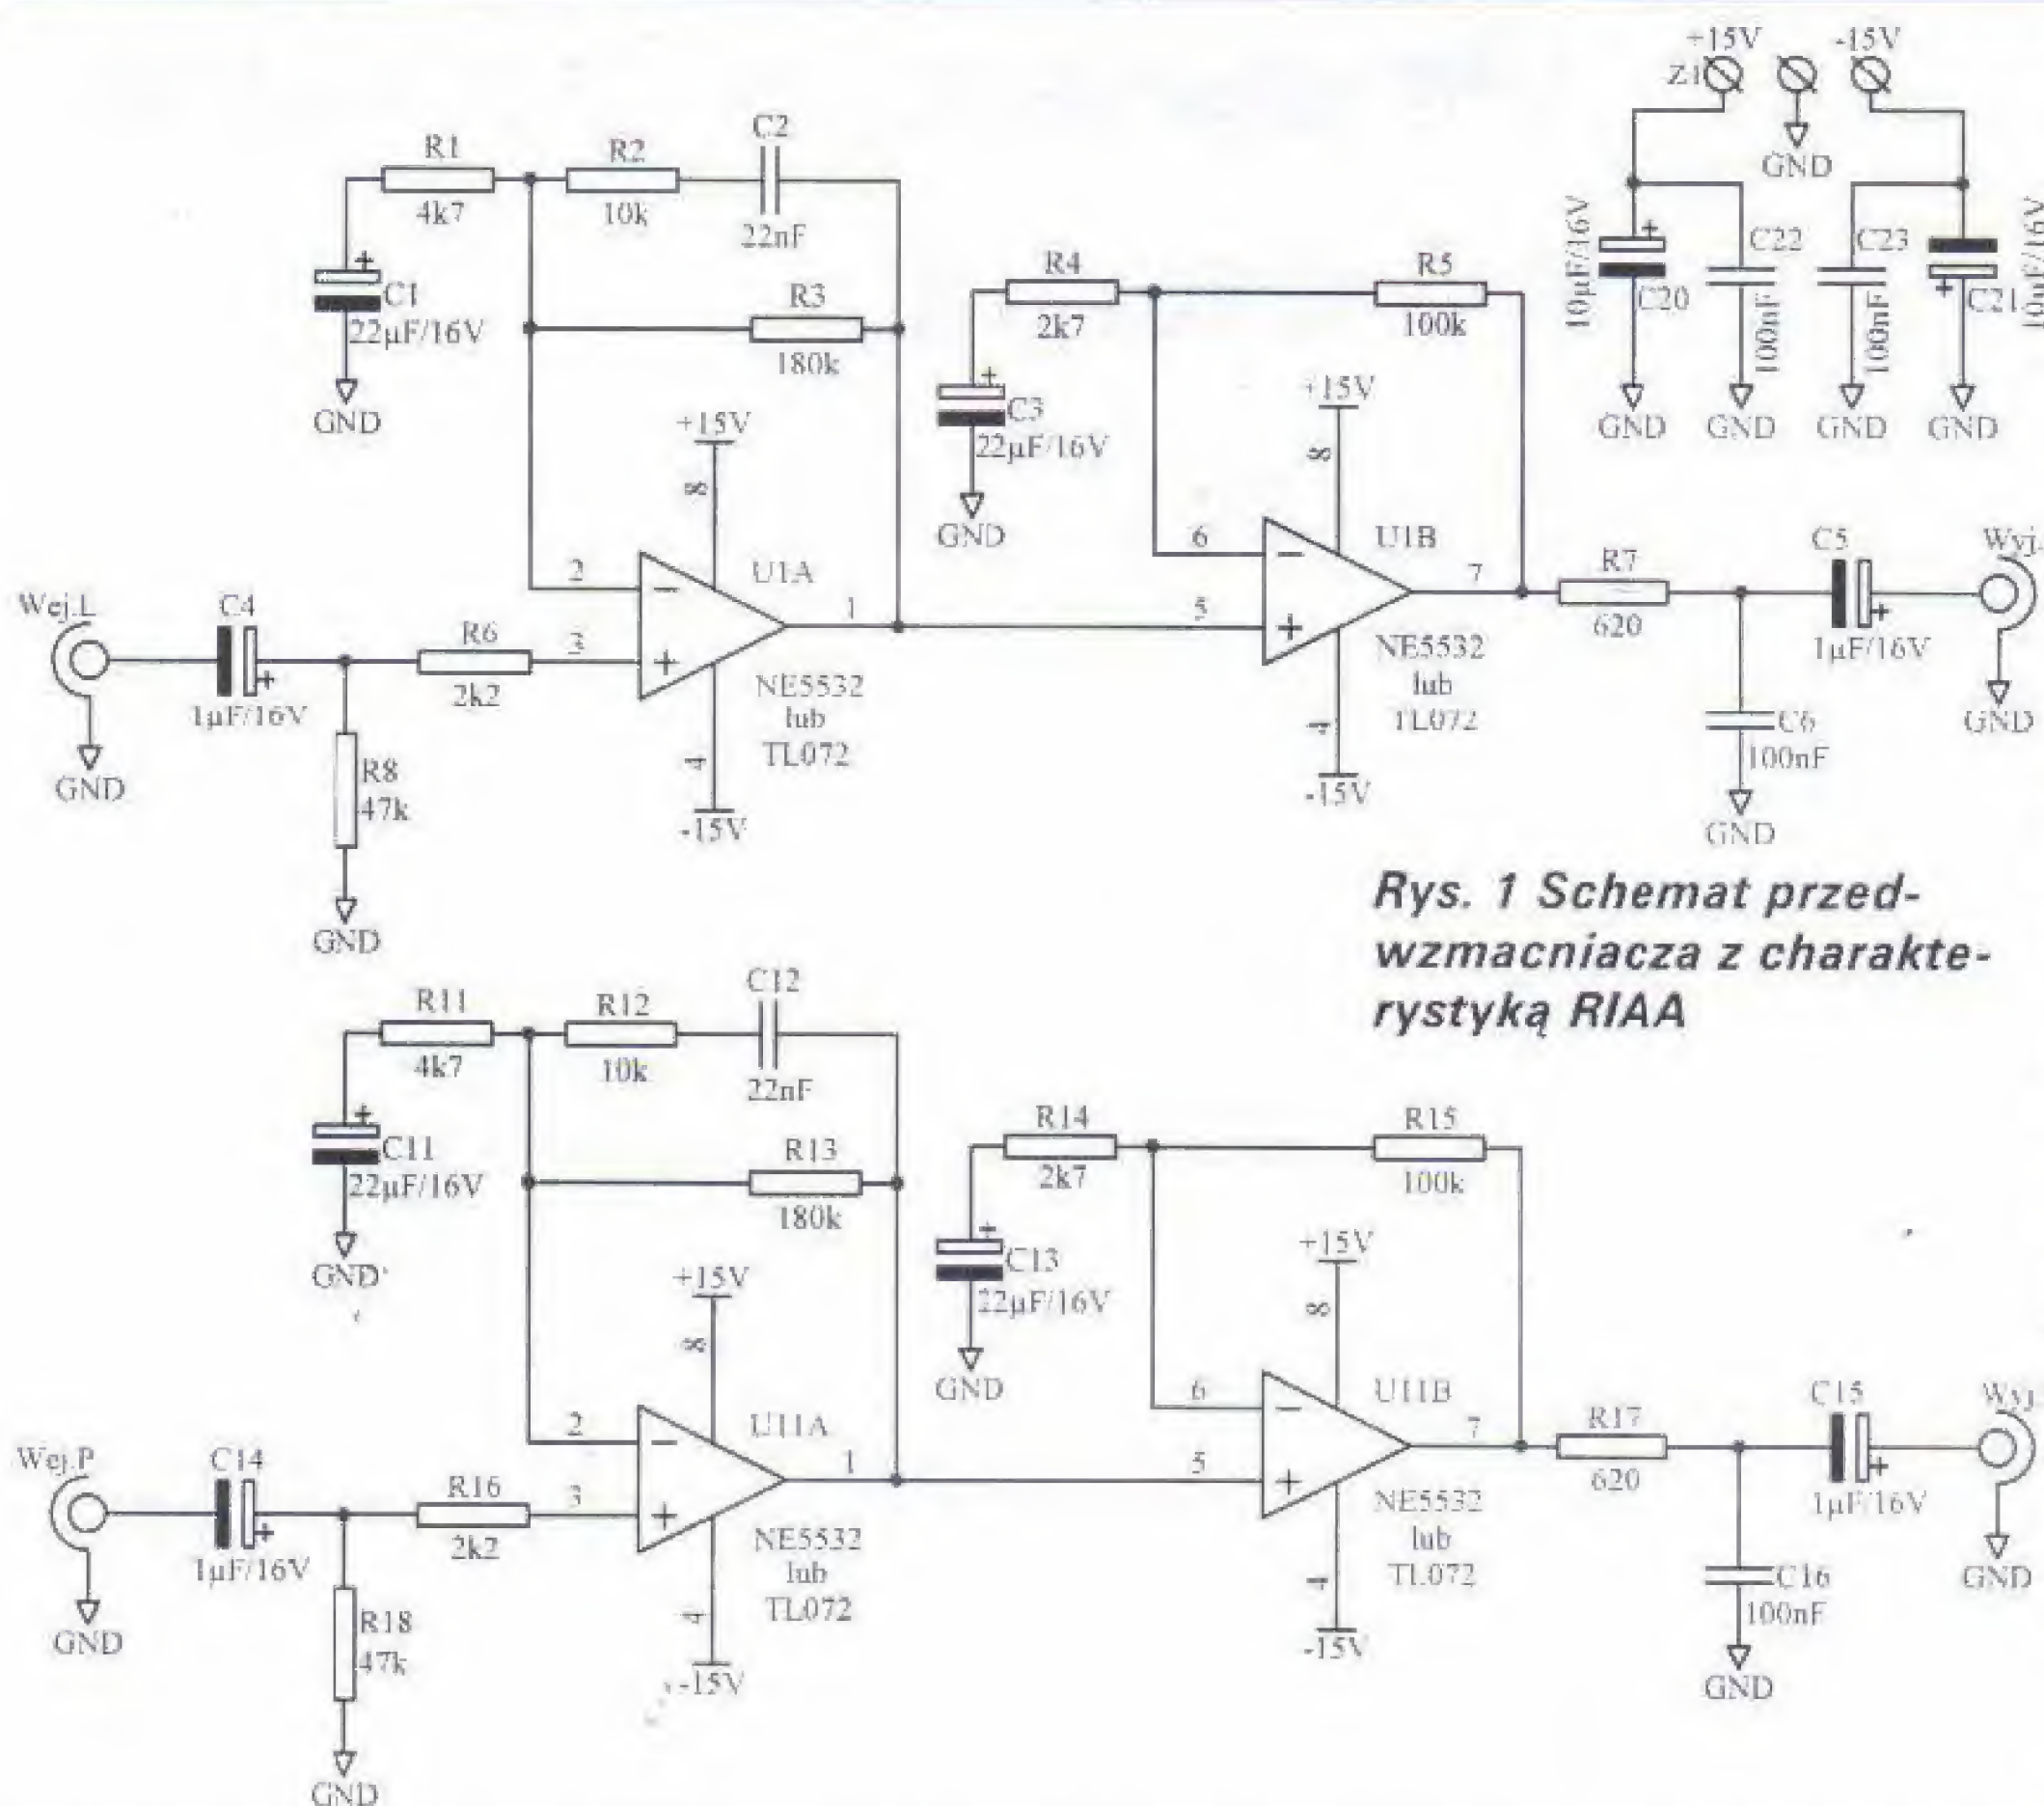 +15V
-15V
Z1
GND
10µF/16V
C20
C22
100nF
C23
100nF
C21
10µF/16V
GND
GND
GND
GND
R1
4k7
R2
10k
C2
22nF
C1
22µF/16V
GND
R3
180k
R4
2k7
R5
100k
C3
22µF/16V
GND
+15V
8
+15V
8
Wej.L
GND
C4
1µF/16V
R8
47k
GND
R6
2k2
2
3
U1A
1
NE5532
lub
TL072
4
-15V
6
5
U1B
7
NE5532
lub
TL072
4
-15V
R7
620
C6
100nF
GND
C5
1µF/16V
Wyj.
GND
Rys. 1 Schemat przed-
wzmacniacza z charakte-
rystyką RIAA
R11
4k7
R12
10k
C12
22nF
C11
22µF/16V
GND
R13
180k
R14
2k7
R15
100k
C13
22µF/16V
GND
+15V
8
+15V
8
Wej.P
GND
C14
1µF/16V
R18
47k
GND
R16
2k2
2
3
U11A
1
NE5532
lub
TL072
4
-15V
6
5
U11B
7
NE5532
lub
TL072
4
-15V
R17
620
C16
100nF
GND
C15
1µF/16V
Wyj.
GND